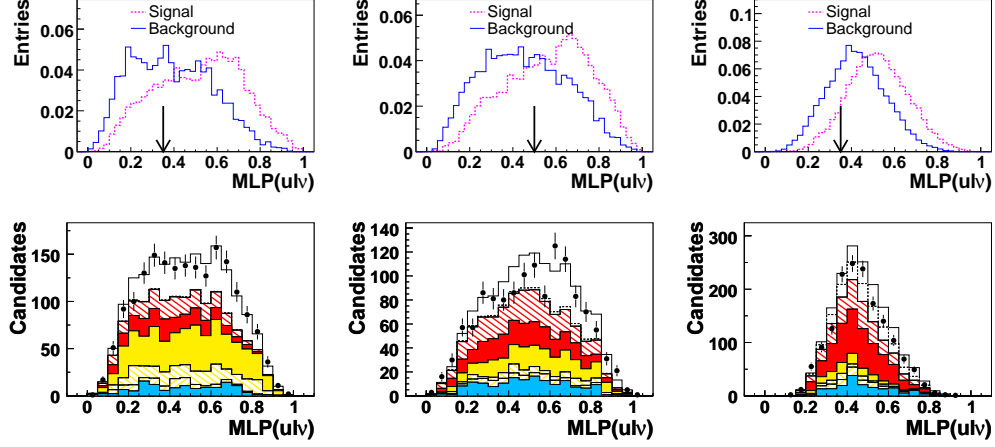 Entries
Signal
Background
0.06
0.04
0.02
0
0 0.2 0.4 0.6 0.8 1
MLP(ulν)
Entries
Signal
Background
0.06
0.04
0.02
0
0 0.2 0.4 0.6 0.8 1
MLP(ulν)
Entries
Signal
Background
0.1
0.08
0.06
0.04
0.02
0
0 0.2 0.4 0.6 0.8 1
MLP(ulν)
Candidates
150
100
50
0
0 0.2 0.4 0.6 0.8 1
MLP(ulν)
Candidates
140
120
100
80
60
40
20
0
0 0.2 0.4 0.6 0.8 1
MLP(ulν)
Candidates
300
200
100
0
0 0.2 0.4 0.6 0.8 1
MLP(ulν)